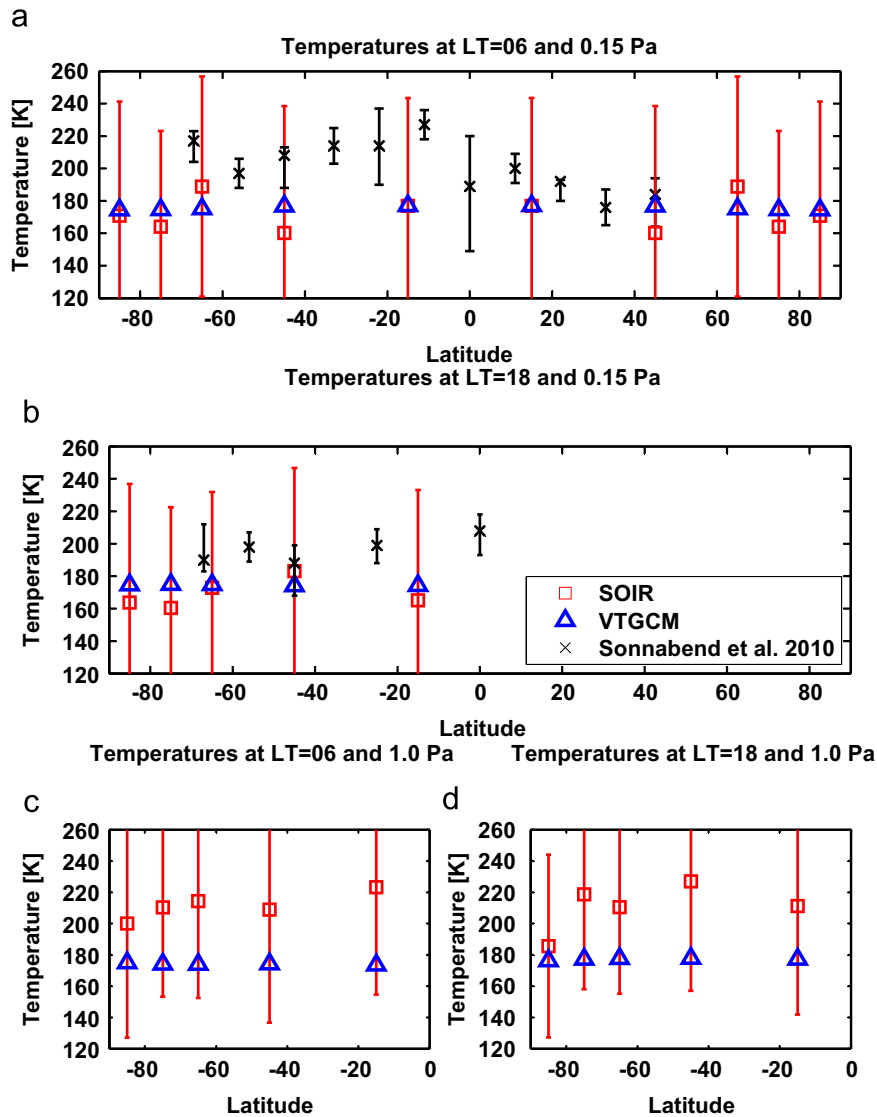 a
Temperatures at LT=06 and 0.15 Pa
Temperature [K]
260
240
220
200
180
160
140
120
-80 -60 -40 -20 0 20 40 60 80
Latitude
Temperatures at LT=18 and 0.15 Pa
b
Temperature [K]
260
240
220
200
180
160
140
120
SOIR
VTGCM
Sonnabend et al. 2010
-80 -60 -40 -20 0 20 40 60 80
Latitude
Temperatures at LT=06 and 1.0 Pa
c
Temperature [K]
260
240
220
200
180
160
140
120
-80 -60 -40 -20 0
Latitude
Temperatures at LT=18 and 1.0 Pa
d
Temperature [K]
260
240
220
200
180
160
140
120
-80 -60 -40 -20 0
Latitude